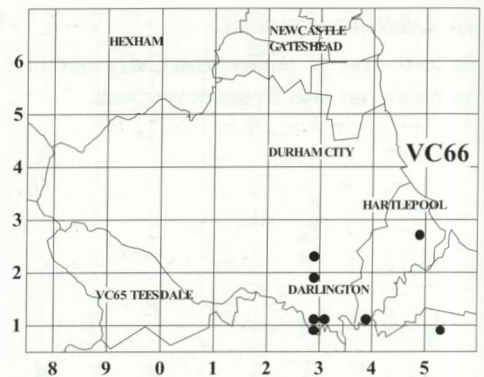 HEXHAM
NEWCASTLE
GATESHEAD
6
5
DURHAM CITY
VC66
4
HARTLEPOOL
3
2
VC65 TEESDALE
DARLINGTON
1
8 9 0 1 2 3 4 5